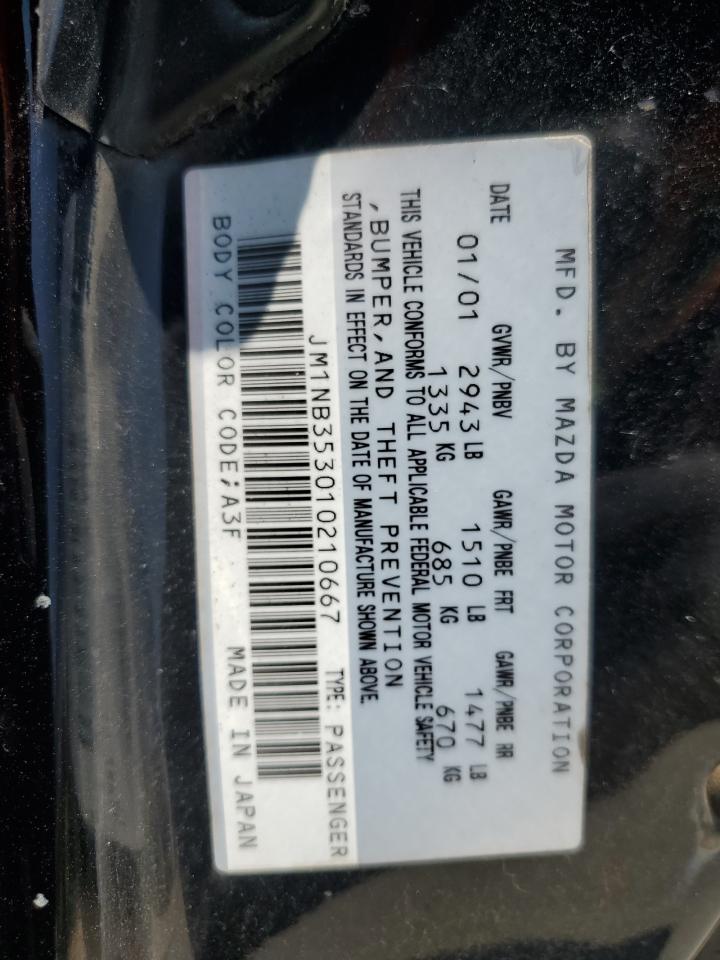 MFD. BY MAZDA MOTOR CORPORATION
DATE GVWR/PNBV GAWR/PNBE FRT GAWR/PNBE RR
01/01 2943 LB 1510 LB 1477 LB
1335 KG 685 KG 670 KG
THIS VEHICLE CONFORMS TO ALL APPLICABLE FEDERAL MOTOR VEHICLE SAFETY
,BUMPER,AND THEFT PREVENTION
STANDARDS IN EFFECT ON THE DATE OF MANUFACTURE SHOWN ABOVE.
JM1NB353010210667 TYPE: PASSENGER
BODY COLOR CODE;A3F MADE IN JAPAN